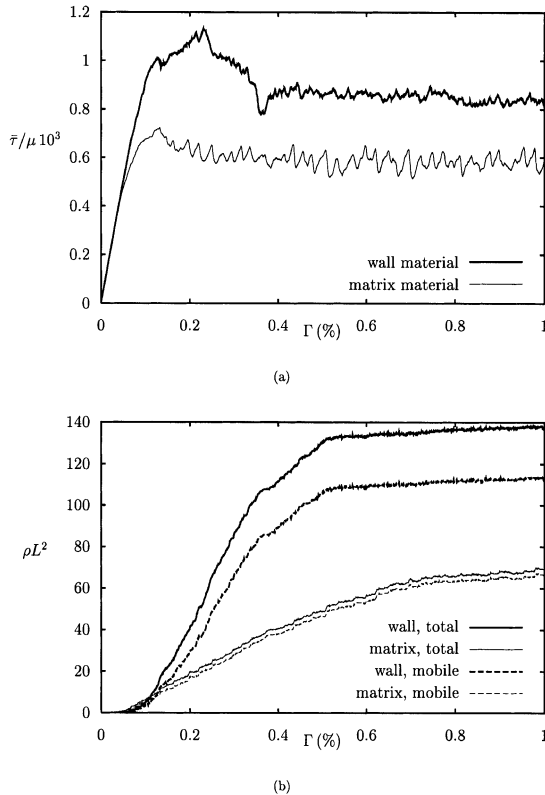 1.2
1
0.8
τ̄/μ 10³
0.6
0.4
0.2
wall material
matrix material
0
0 0.2 0.4 0.6 0.8 1
Γ (%)
(a)
140
120
100
80
ρL²
60
40
wall, total
matrix, total
20
wall, mobile
matrix, mobile
0
0 0.2 0.4 0.6 0.8 1
Γ (%)
(b)